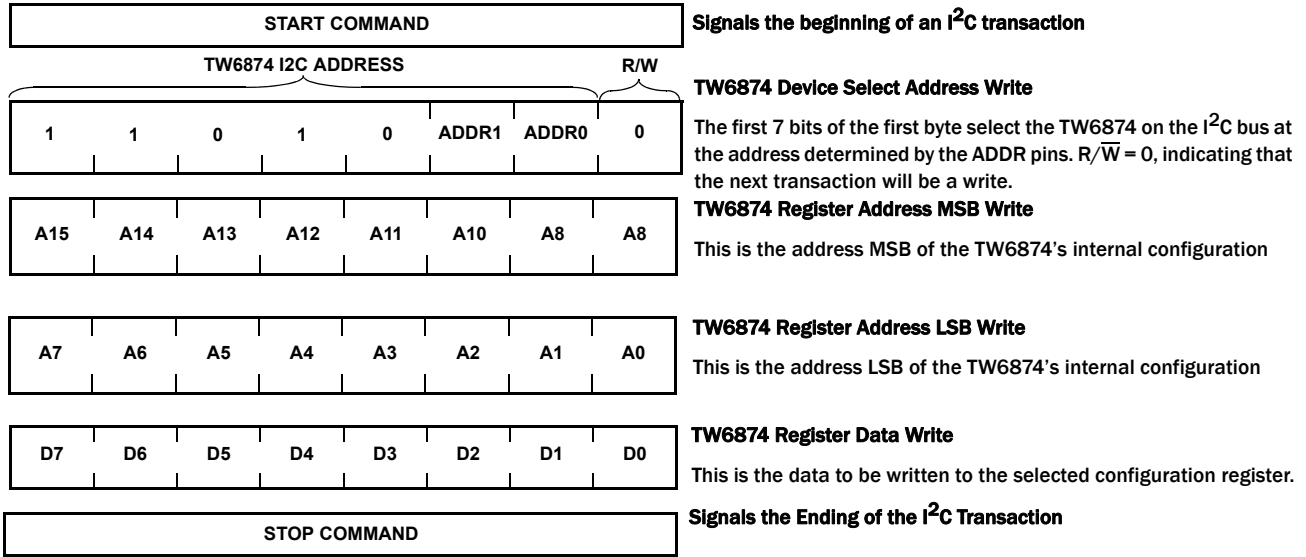 START COMMAND
Signals the beginning of an I2C transaction
TW6874 I2C ADDRESS R/W
1 1 0 1 0 ADDR1 ADDR0 0
TW6874 Device Select Address Write
The first 7 bits of the first byte select the TW6874 on the I2C bus at
the address determined by the ADDR pins. R/W̅ = 0, indicating that
the next transaction will be a write.
A15 A14 A13 A12 A11 A10 A8 A8
TW6874 Register Address MSB Write
This is the address MSB of the TW6874's internal configuration
A7 A6 A5 A4 A3 A2 A1 A0
TW6874 Register Address LSB Write
This is the address LSB of the TW6874's internal configuration
D7 D6 D5 D4 D3 D2 D1 D0
TW6874 Register Data Write
This is the data to be written to the selected configuration register.
STOP COMMAND
Signals the Ending of the I2C Transaction